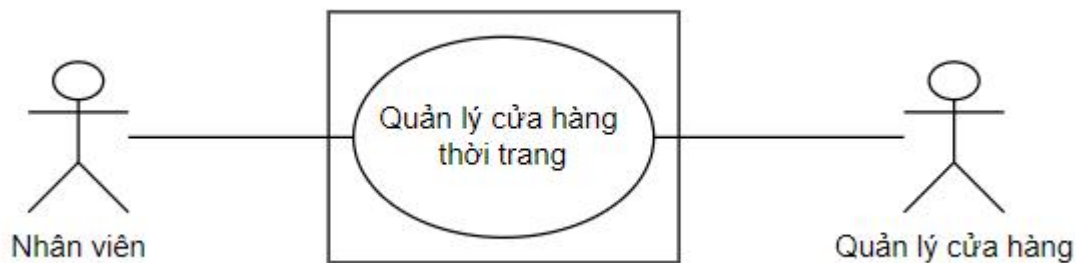 Quản lý cửa hàng
thời trang
Nhân viên
Quản lý cửa hàng